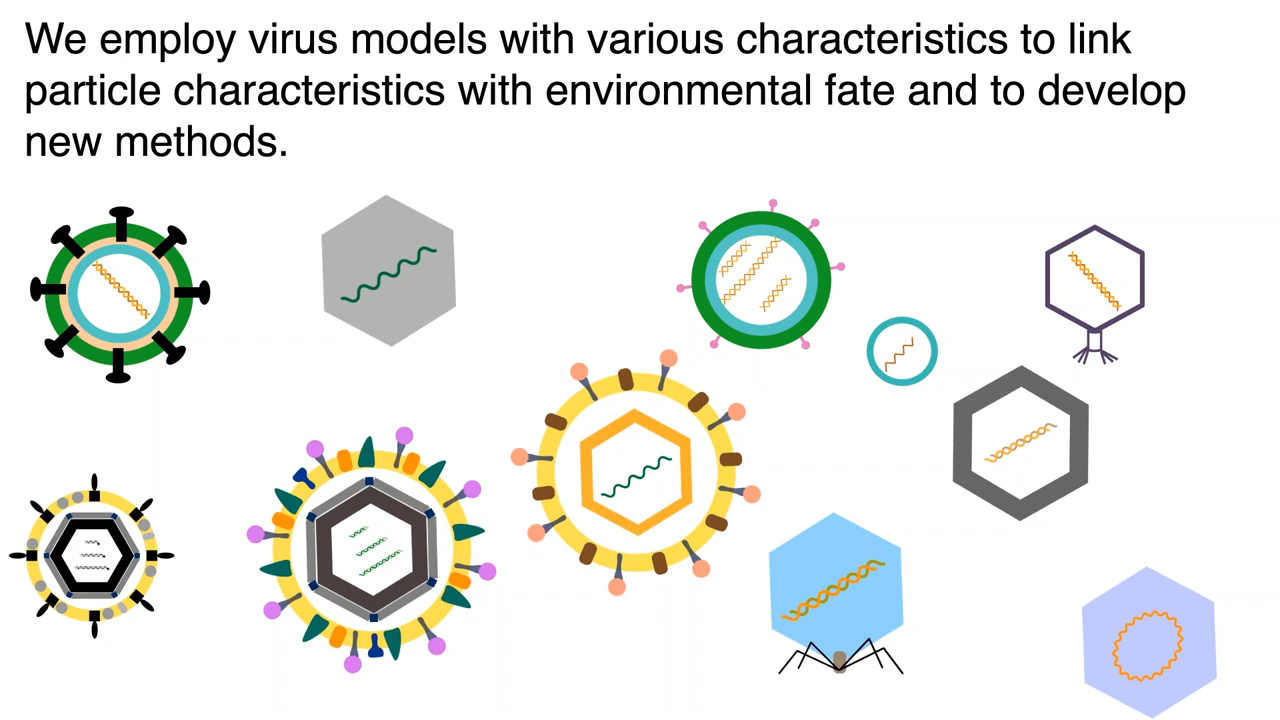 We employ virus models with various characteristics to link
particle characteristics with environmental fate and to develop
new methods.